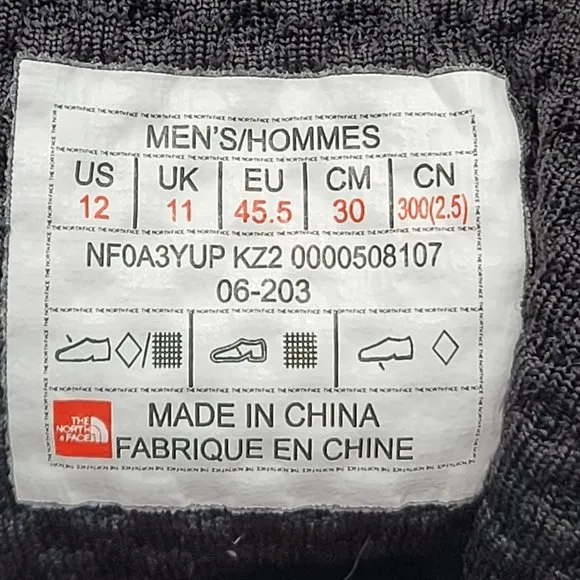 MEN'S/HOMMES
US UK EU CM CN
12 11 45.5 30 300(2.5)
NF0A3YUP KZ2 0000508107
06-203
THE NORTH FACE
MADE IN CHINA
FABRIQUE EN CHINE